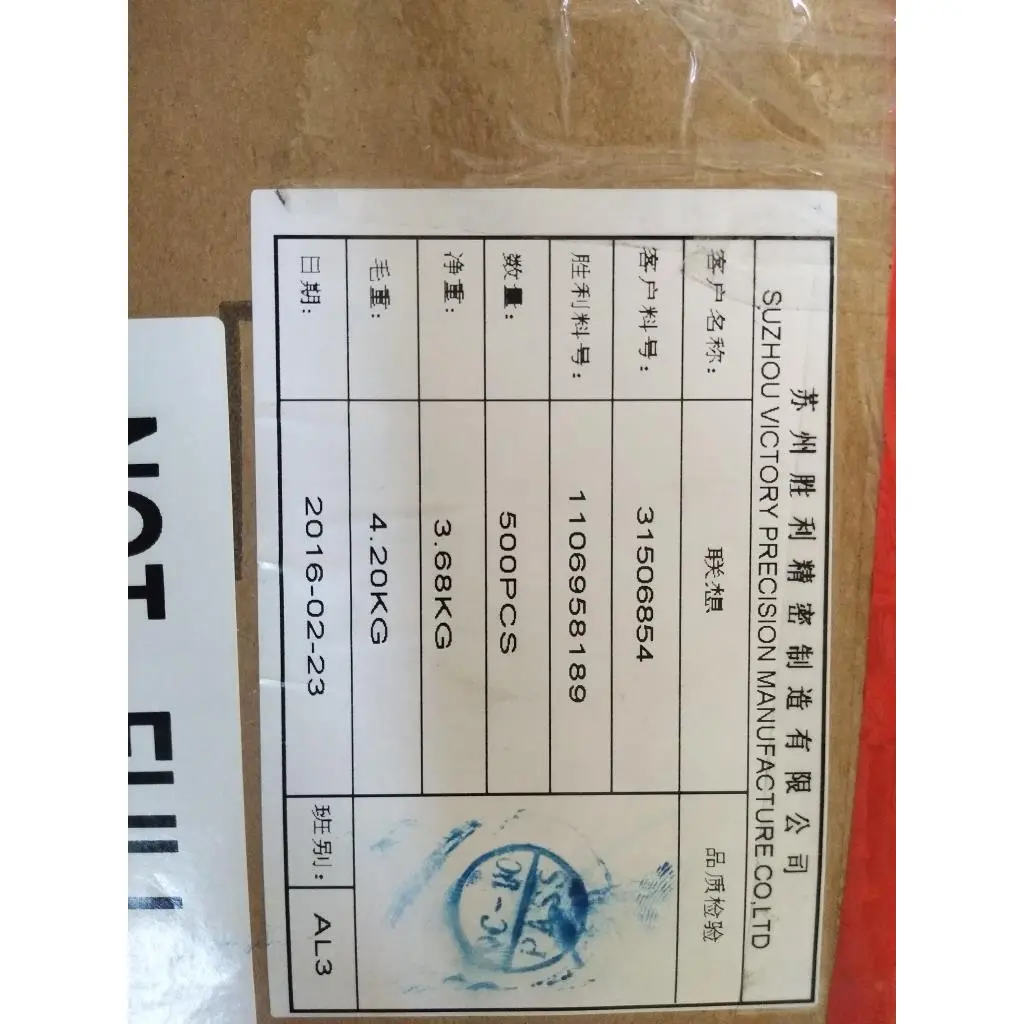 苏州胜利精密制造有限公司
SUZHOU VICTORY PRECISION MANUFACTURE.CO,LTD
客户名称: 联想 品质检验
客户料号: 31506854
胜利料号: 1106958189
数量: 500PCS
净重: 3.68KG
毛重: 4.20KG
日期: 2016-02-23 班别: AL3
PASS
NOT FULL